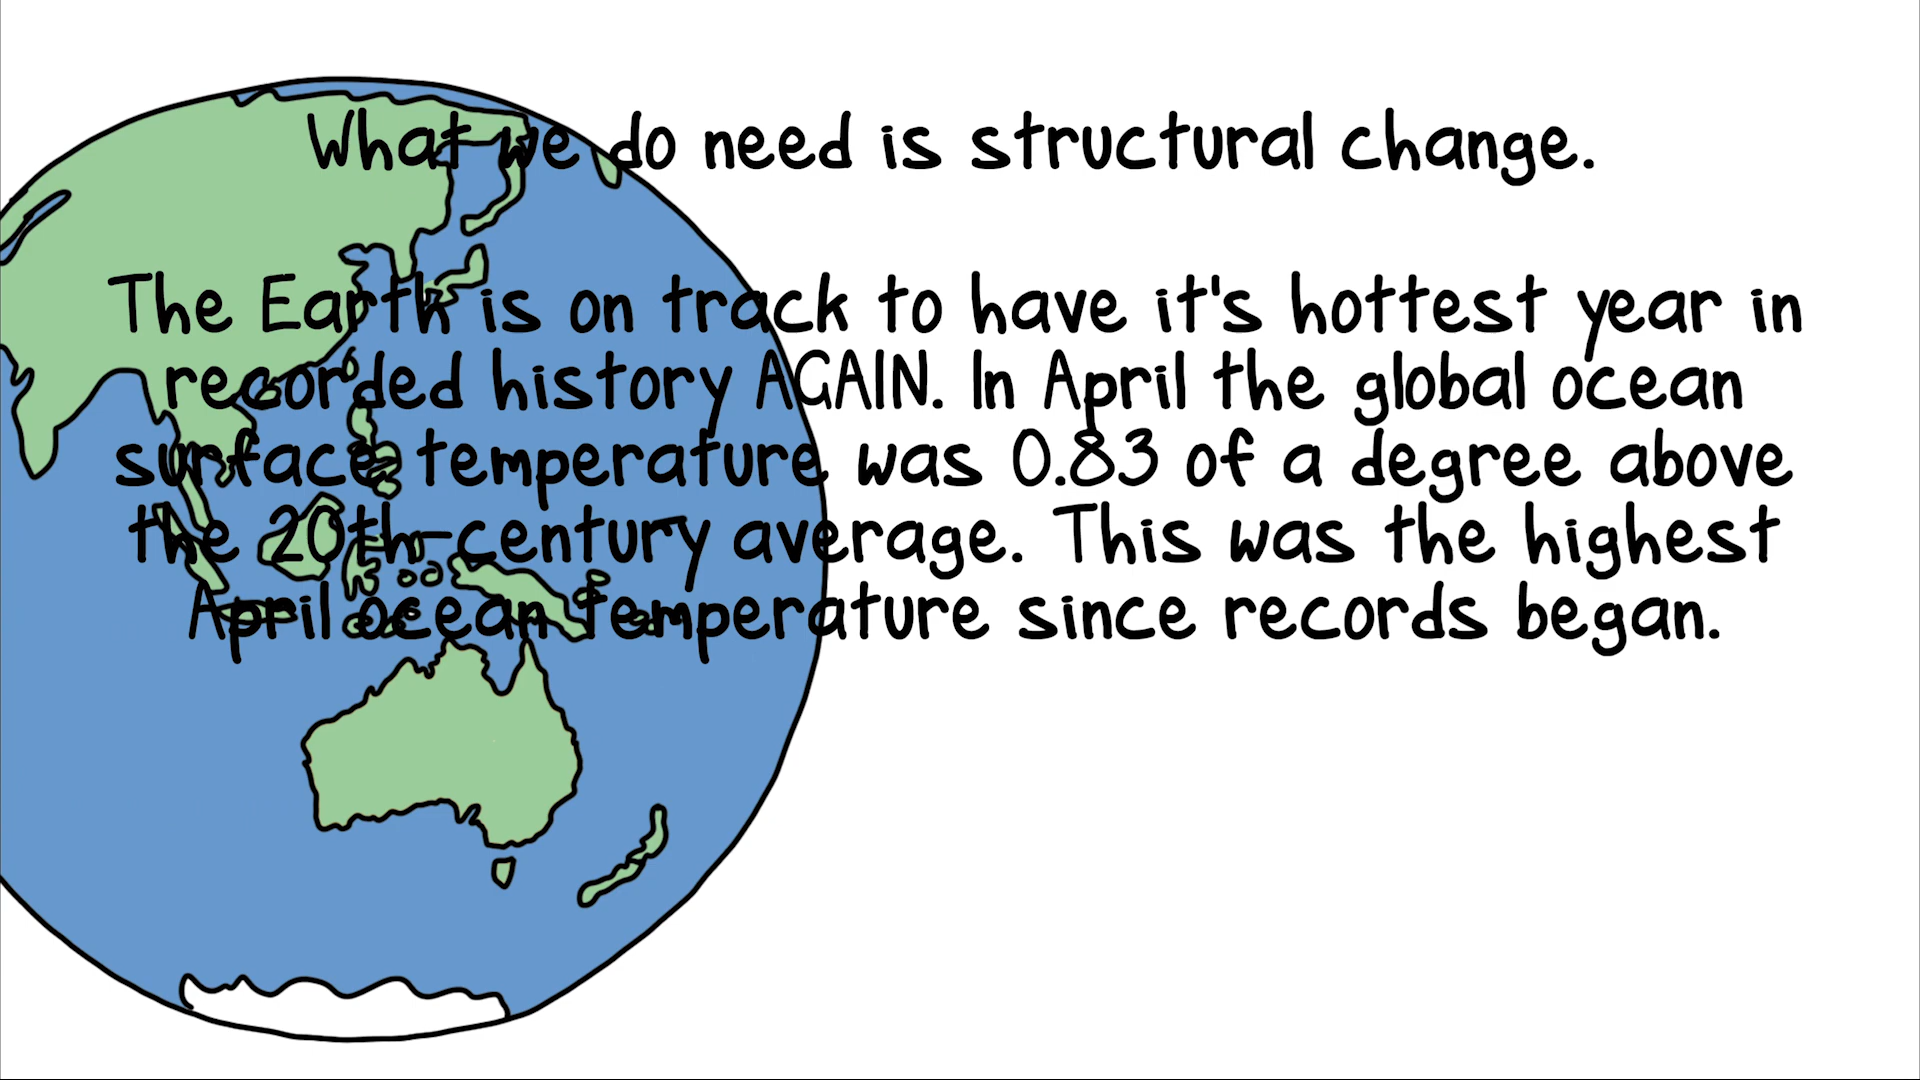 What we do need is structural change.
The Earth is on track to have it's hottest year in
recorded history AGAIN. In April the global ocean
surface temperature was 0.83 of a degree above
the 20th-century average. This was the highest
April ocean temperature since records began.